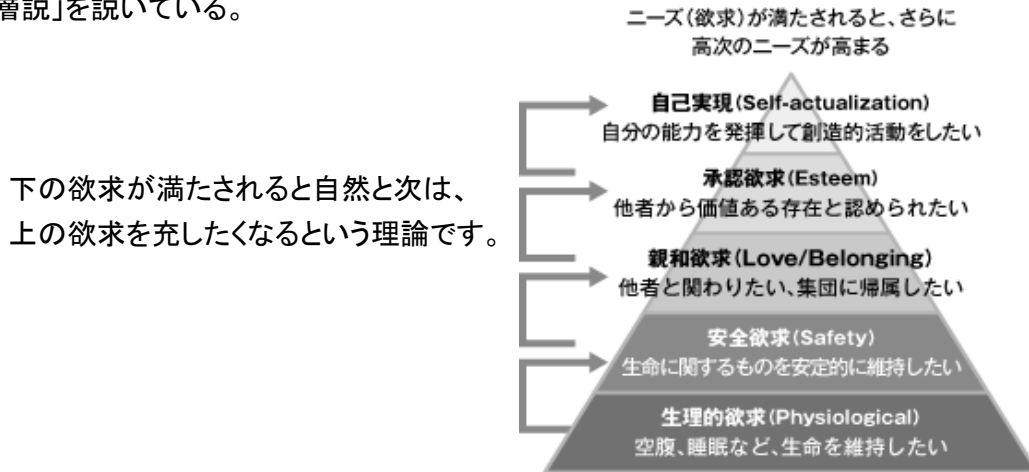 層説」を説いている。
ニーズ(欲求)が満たされると、さらに
高次のニーズが高まる
自己実現(Self-actualization)
自分の能力を発揮して創造的活動をしたい
承認欲求(Esteem)
他者から価値ある存在と認められたい
下の欲求が満たされると自然と次は、
上の欲求を充したくなるという理論です。
親和欲求(Love/Belonging)
他者と関わりたい、集団に帰属したい
安全欲求(Safety)
生命に関するものを安定的に維持したい
生理的欲求(Physiological)
空腹、睡眠など、生命を維持したい